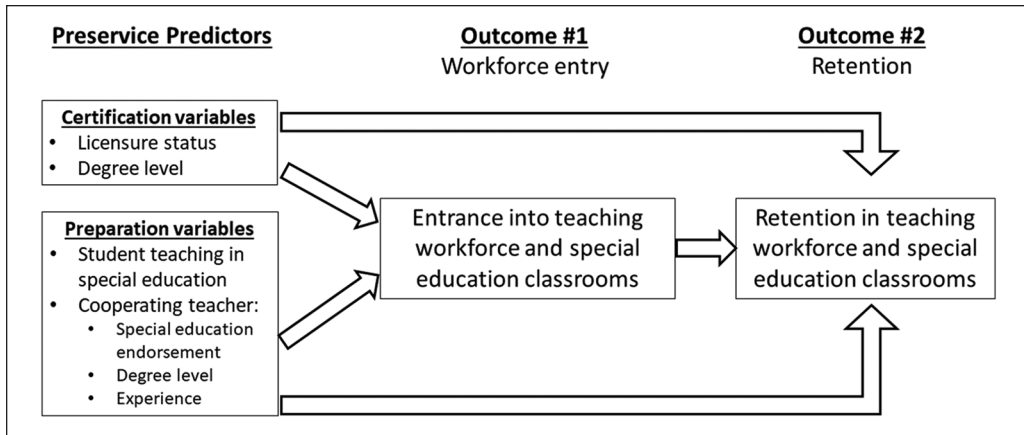 Preservice Predictors
Outcome #1
Workforce entry
Outcome #2
Retention
Certification variables
• Licensure status
• Degree level
Preparation variables
• Student teaching in
special education
• Cooperating teacher:
• Special education
endorsement
• Degree level
• Experience
Entrance into teaching
workforce and special
education classrooms
Retention in teaching
workforce and special
education classrooms